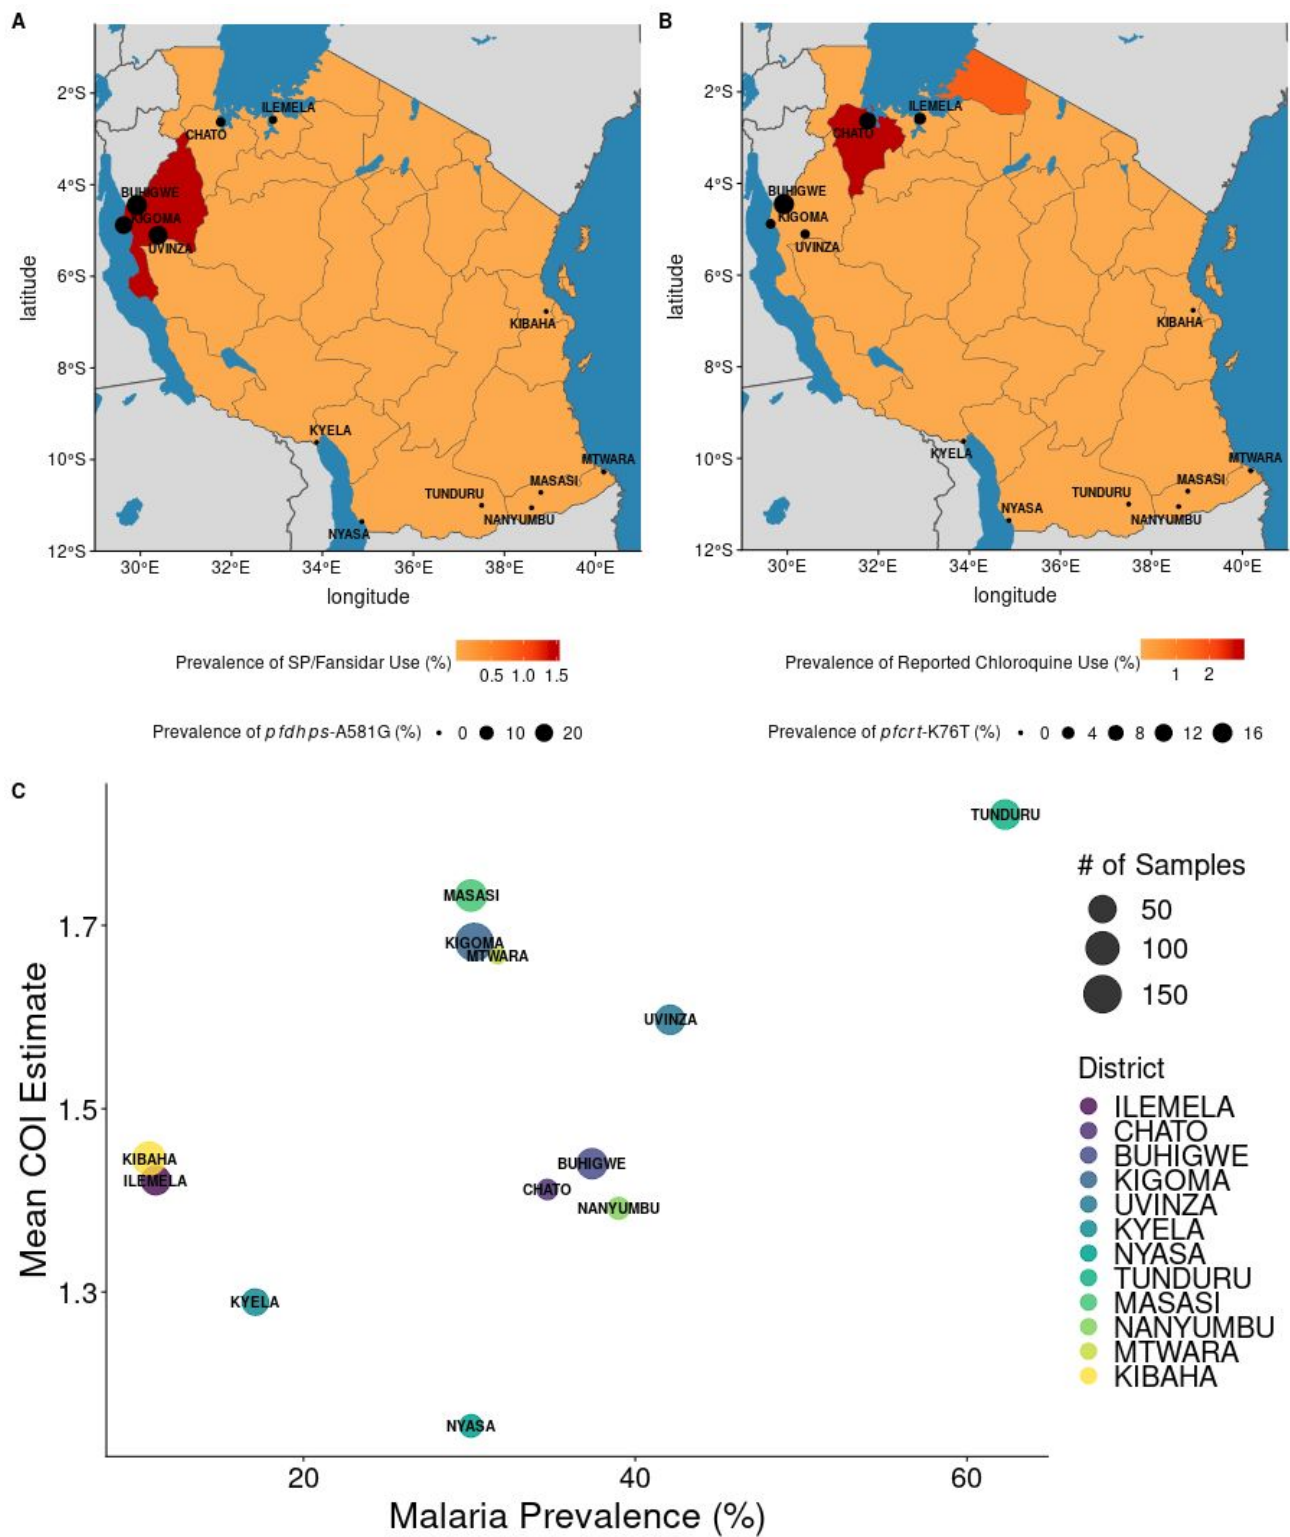 A
2°S
4°S
6°S
8°S
10°S
12°S
latitude
ILEMELA
CHATO
BUHIGWE
KIGOMA
UVINZA
KIBAHA
KYELA
MTWARA
MASASI
TUNDURU
NANYUMBU
NYASA
30°E 32°E 34°E 36°E 38°E 40°E
longitude
Prevalence of SP/Fansidar Use (%)
0.5 1.0 1.5
Prevalence of pfdhps-A581G (%) 0 10 20
B
2°S
4°S
6°S
8°S
10°S
12°S
latitude
ILEMELA
CHATO
BUHIGWE
KIGOMA
UVINZA
KIBAHA
KYELA
MTWARA
MASASI
TUNDURU
NYASA
NANYUMBU
30°E 32°E 34°E 36°E 38°E 40°E
longitude
Prevalence of Reported Chloroquine Use (%)
1 2
Prevalence of pfcrt-K76T (%) 0 4 8 12 16
C
Mean COI Estimate
1.7
1.5
1.3
TUNDURU
MASASI
KIGOMA
MTWARA
UVINZA
KIBAHA
ILEMELA
BUHIGWE
CHATO
NANYUMBU
KYELA
NYASA
20 40 60
Malaria Prevalence (%)
# of Samples
50
100
150
District
ILEMELA
CHATO
BUHIGWE
KIGOMA
UVINZA
KYELA
NYASA
TUNDURU
MASASI
NANYUMBU
MTWARA
KIBAHA